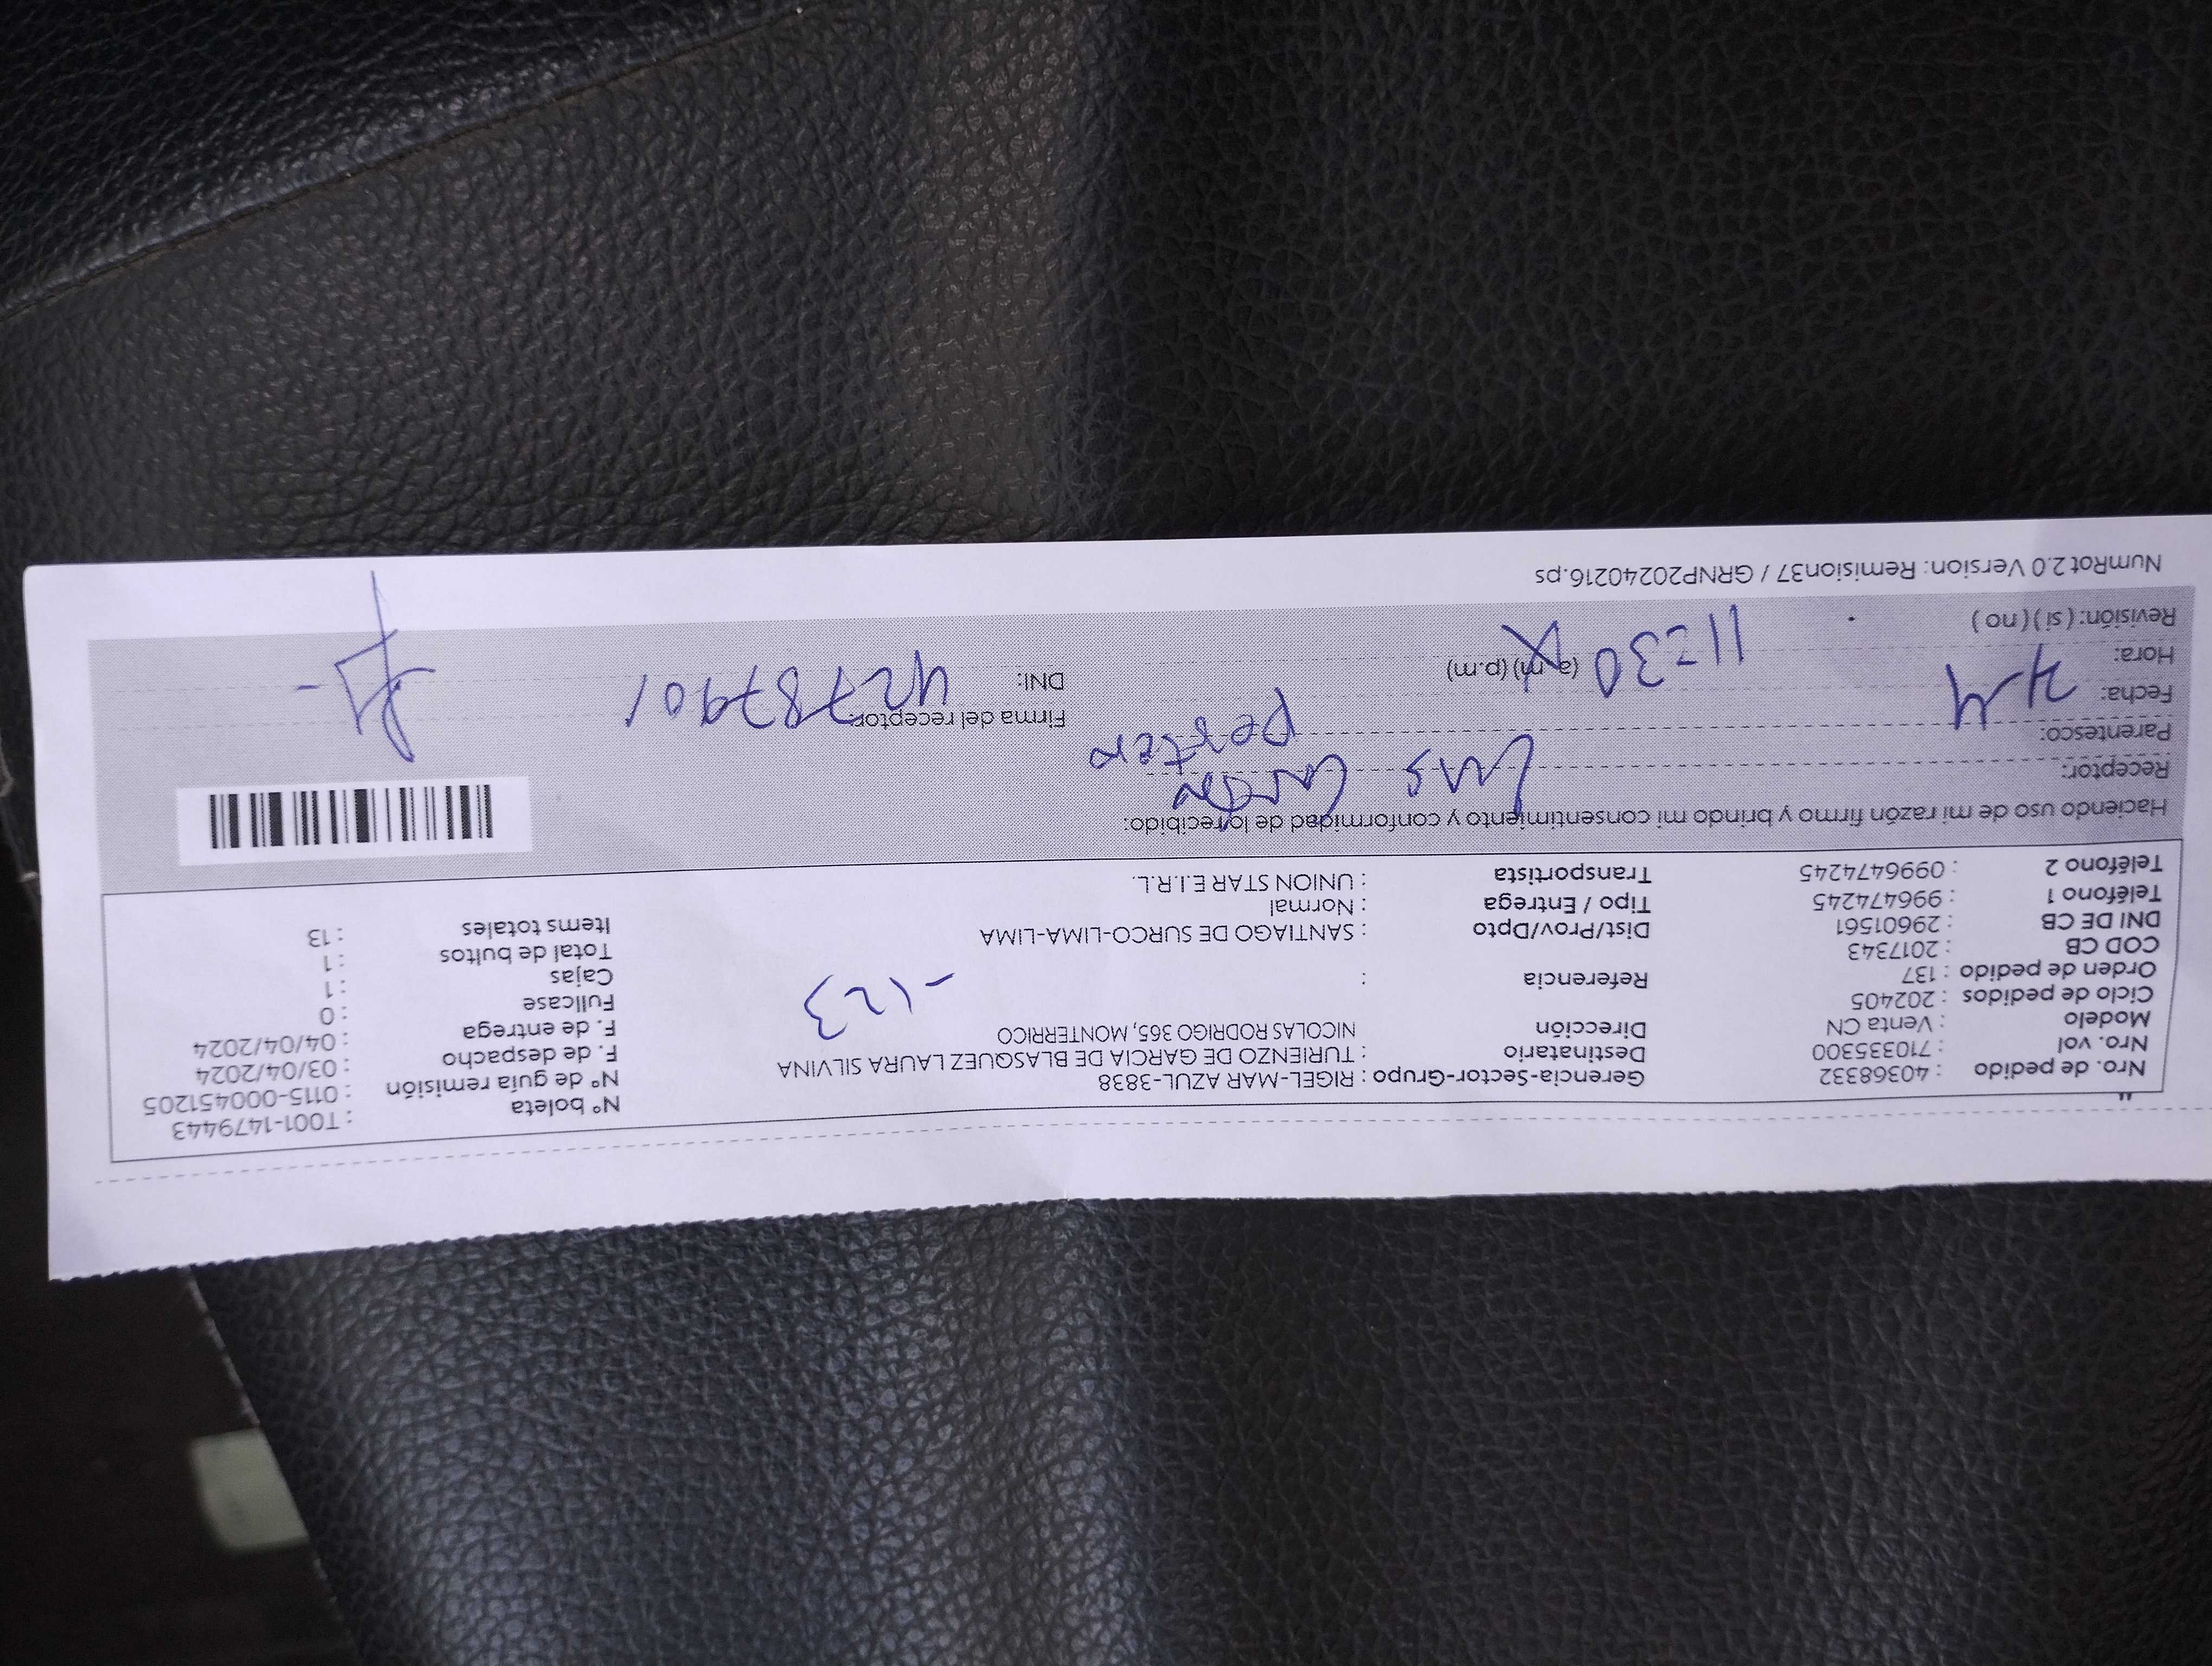 Nro. de pedido : 40368332
Nro. vol : 710335300
Modelo : Venta CN
Ciclo de pedidos : 202405
Orden de pedido : 137
COD CB : 2017343
DNI DE CB : 29601561
Teléfono 1 : 996474245
Teléfono 2 : 0996474245
Gerencia-Sector-Grupo : RIGEL-MAR AZUL-3838
Destinatario : TURIENZO DE GARCIA DE BLASQUEZ LAURA SILVINA
Dirección NICOLAS RODRIGO 365, MONTERRICO
Referencia :
-123
Dist/Prov/Dpto : SANTIAGO DE SURCO-LIMA-LIMA
Tipo / Entrega : Normal
Transportista : UNION STAR E.I.R.L.
N° boleta : T001-1479443
N° de guía remisión : 0115-000451205
F. de despacho : 03/04/2024
F. de entrega : 04/04/2024
Fullcase : 0
Cajas : 1
Total de bultos : 1
Items totales : 13
Haciendo uso de mi razón firmo y brindo mi consentimiento y conformidad de lo recibido:
Receptor: Luis
Parentesco: Portero
Fecha: 4-4
Hora: 11=30 (a.m) (p.m)
Revisión: ( si ) ( no )
Firma del receptor:
DNI: 42787901
NumRot 2.0 Version: Remision37 / GRNP20240216.ps